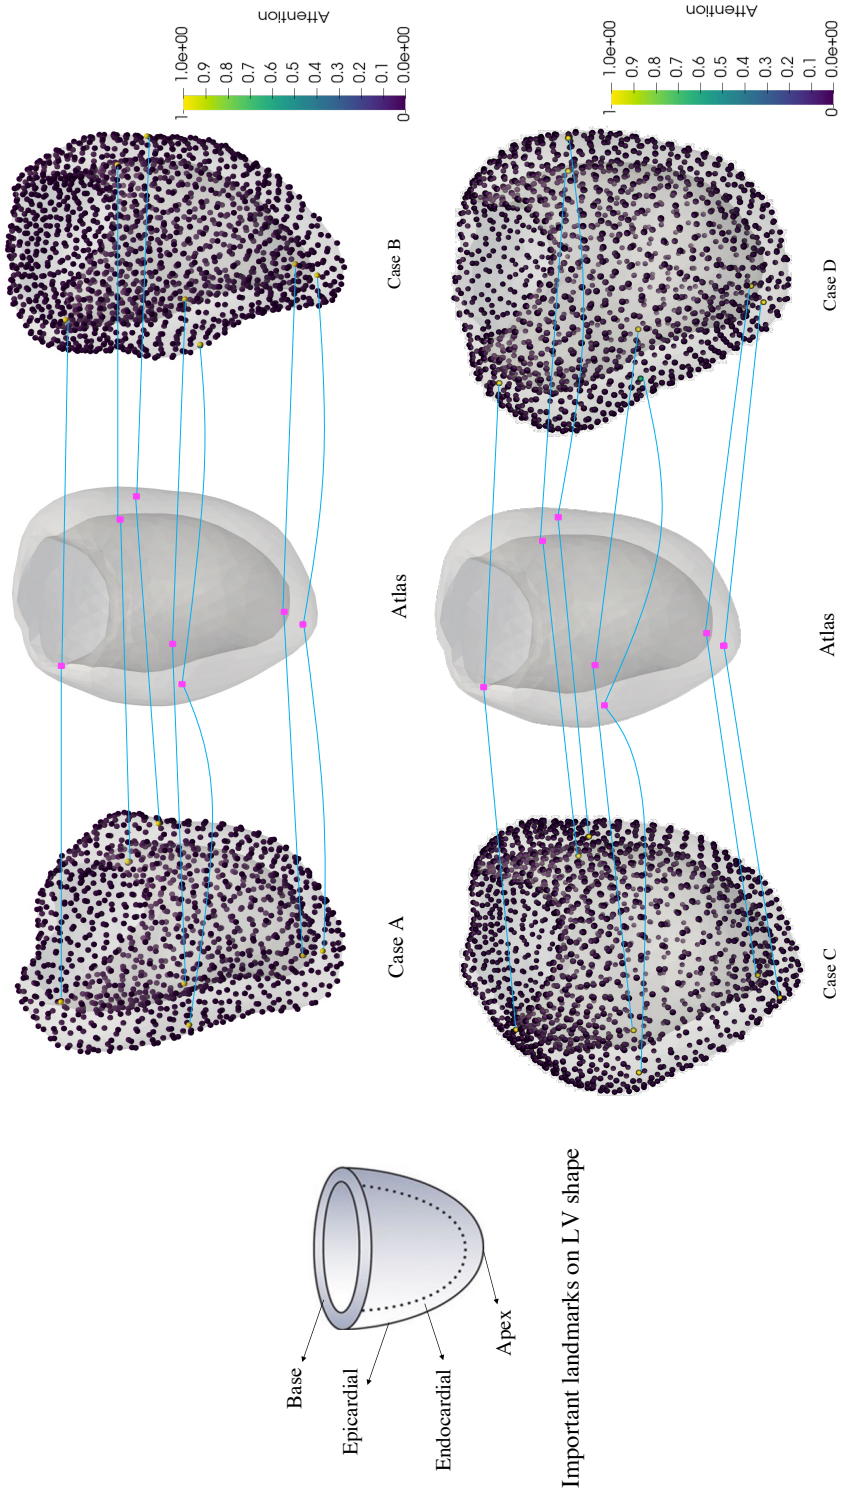 Base
Epicardial
Endocardial
Apex
Important landmarks on LV shape
Case A
Atlas
Case B
1
1.0e+00
0.9
0.8
0.7
0.6
0.5
0.4
0.3
0.2
0.1
0
0.0e+00
Attention
Case C
Atlas
Case D
1
1.0e+00
0.9
0.8
0.7
0.6
0.5
0.4
0.3
0.2
0.1
0
0.0e+00
Attention